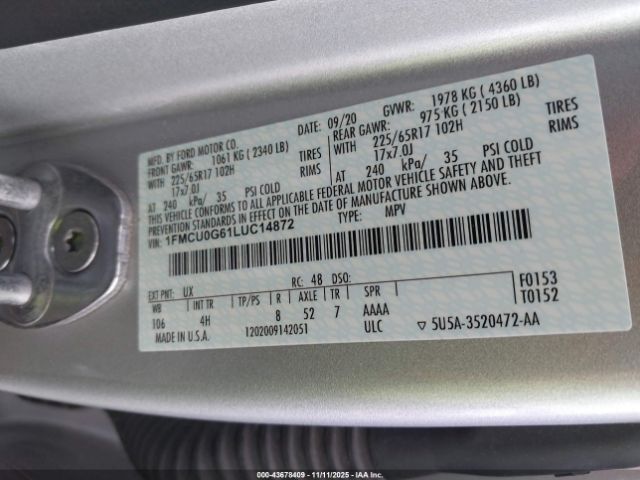 MFD. BY FORD MOTOR CO. DATE: 09/20 GVWR: 1978 KG ( 4360 LB)
FRONT GAWR: 1061 KG ( 2340 LB) REAR GAWR: 975 KG ( 2150 LB)
WITH 225/65R17 102H TIRES WITH 225/65R17 102H TIRES
17x7.0J RIMS 17x7.0J RIMS
AT 240 kPa/ 35 PSI COLD AT 240 kPa/ 35 PSI COLD
THIS VEHICLE CONFORMS TO ALL APPLICABLE FEDERAL MOTOR VEHICLE SAFETY AND THEFT
PREVENTION STANDARDS IN EFFECT ON THE DATE OF MANUFACTURE SHOWN ABOVE.
VIN: 1FMCU0G61LUC14872 TYPE: MPV
EXT PNT: UX RC: 48 DSO: F0153
WB INT TR TP/PS R AXLE TR SPR T0152
106 4H 8 52 7 AAAA
1202009142051 ULC ▽ 5U5A-3520472-AA
000-43678409 - 11/11/2025 - IAA Inc.